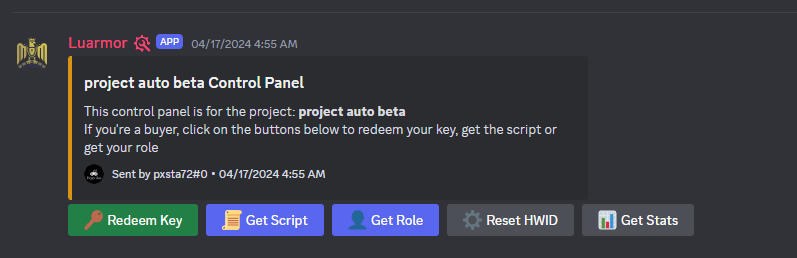 Luarmor APP 04/17/2024 4:55 AM
project auto beta Control Panel
This control panel is for the project: project auto beta
If you're a buyer, click on the buttons below to redeem your key, get the script or
get your role
Sent by pxsta72#0 • 04/17/2024 4:55 AM
Redeem Key Get Script Get Role Reset HWID Get Stats